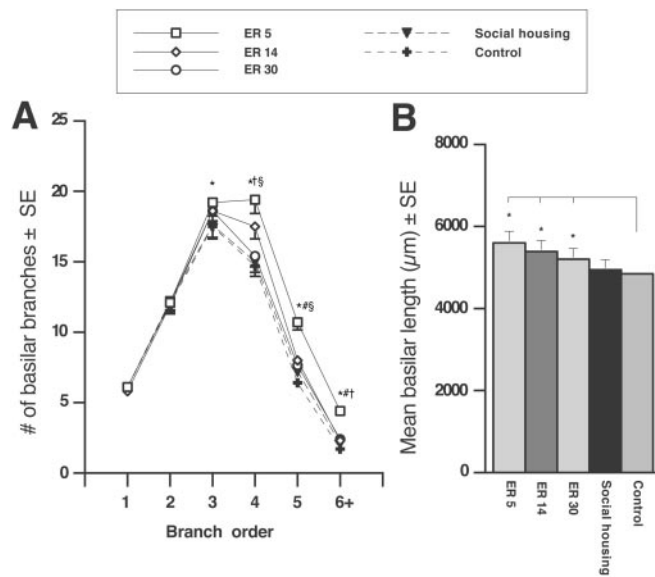 ER 5
ER 14
ER 30
Social housing
Control
A
# of basilar branches ± SE
25
20
15
10
5
0
1 2 3 4 5 6+
Branch order
*
*†§
*#§
*#†
B
Mean basilar length (µm) ± SE
8000
6000
4000
2000
0
* * *
ER 5
ER 14
ER 30
Social housing
Control